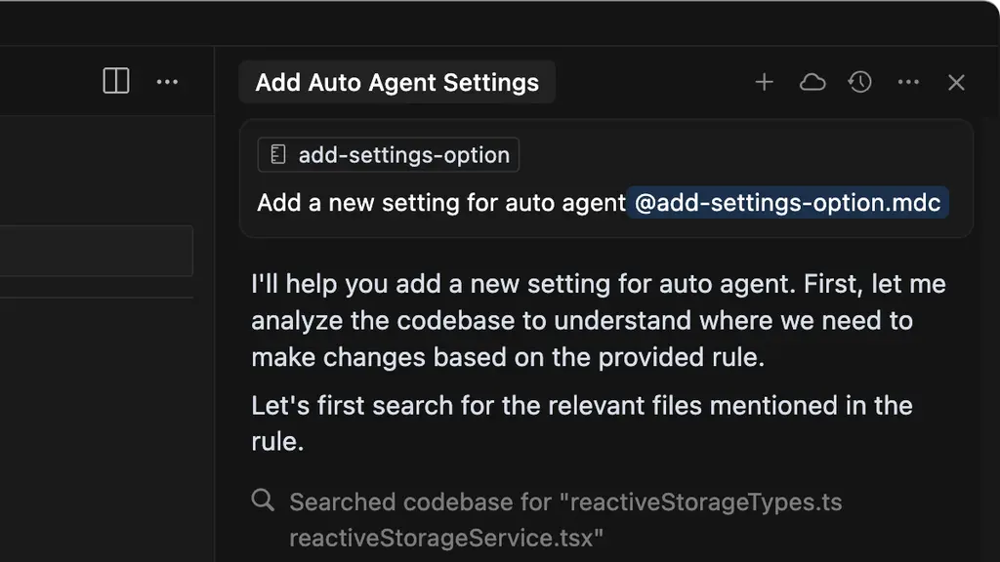 Add Auto Agent Settings
add-settings-option
Add a new setting for auto agent @add-settings-option.mdc
I'll help you add a new setting for auto agent. First, let me
analyze the codebase to understand where we need to
make changes based on the provided rule.
Let's first search for the relevant files mentioned in the
rule.
Searched codebase for "reactiveStorageTypes.ts
reactiveStorageService.tsx"